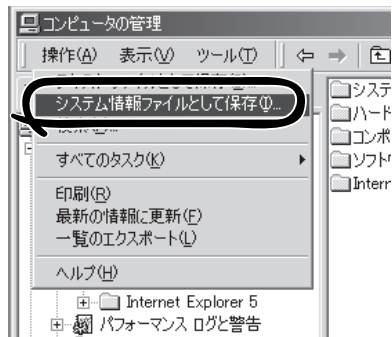 コンピュータの管理
操作(A) 表示(V) ツール(T)
システム情報ファイルとして保存(I)...
すべてのタスク(K)
印刷(R)
最新の情報に更新(F)
一覧のエクスポート(L)
ヘルプ(H)
Internet Explorer 5
パフォーマンス ログと警告
システ
ハード
コンポ
ソフト
Intern